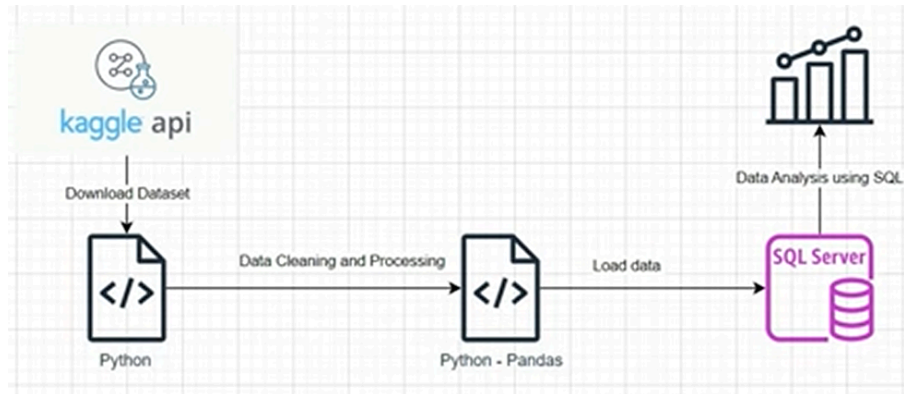 kaggle api
Download Dataset
Data Analysis using SQL
Data Cleaning and Processing
Load data
SQL Server
</>
</>
Python
Python - Pandas